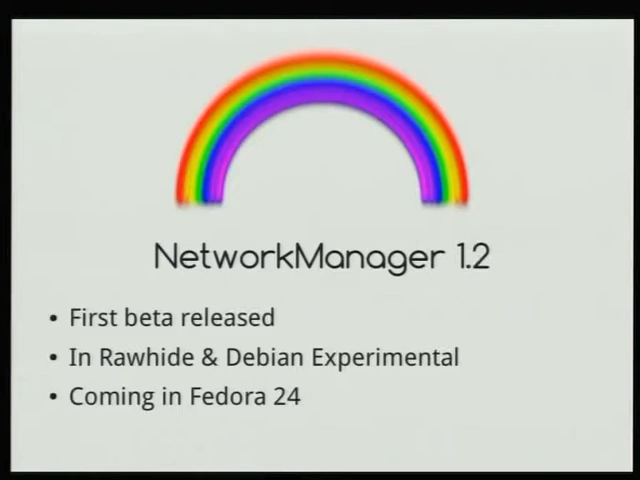 NetworkManager 1.2
• First beta released
• In Rawhide & Debian Experimental
• Coming in Fedora 24